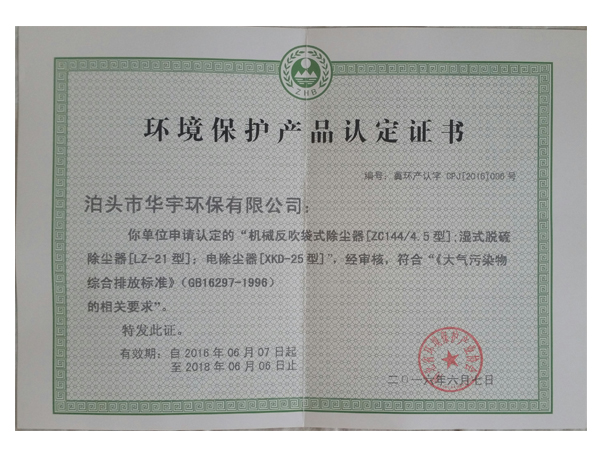 ZHB
环境保护产品认定证书
编号：冀环产认字 CPJ[2016]006号
泊头市华宇环保有限公司：
你单位申请认定的“机械反吹袋式除尘器[ZC144/4.5型]；湿式脱硫
除尘器[LZ-21型]；电除尘器[XKD-25型]”，经审核，符合“《大气污染物
综合排放标准》（GB16297-1996）
的相关要求”。
特发此证。
有效期：自2016年06月07日起
至2018年06月06日止
二〇一六年六月七日